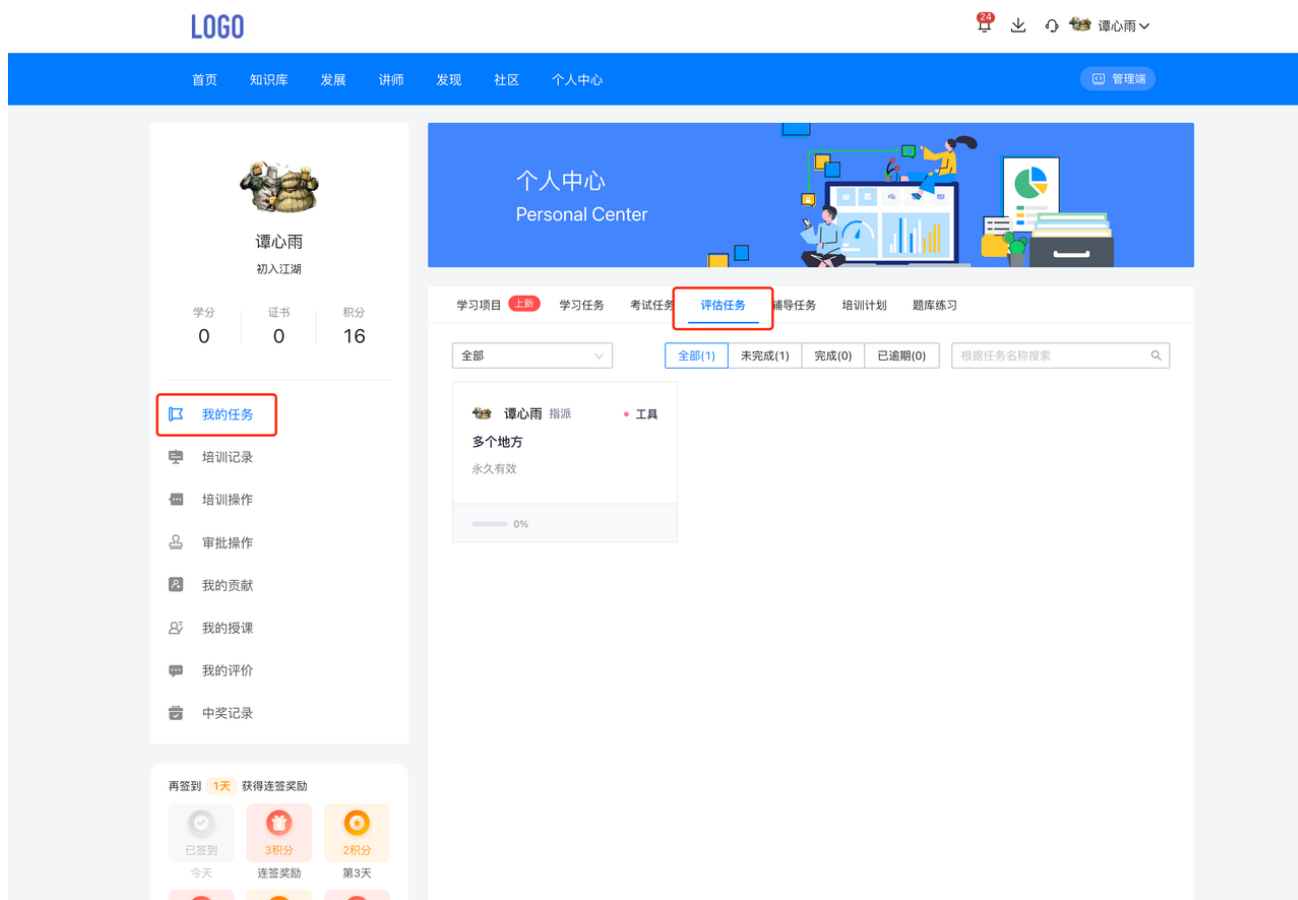 LOGO
24
谭心雨
首页 知识库 发展 讲师 发现 社区 个人中心 管理端
个人中心
Personal Center
谭心雨
初入江湖
学分 证书 积分
0 0 16
学习项目 上新 学习任务 考试任务 评估任务 辅导任务 培训计划 题库练习
全部 全部(1) 未完成(1) 完成(0) 已逾期(0) 根据任务名称搜索
谭心雨 指派 工具
多个地方
永久有效
0%
我的任务
培训记录
培训操作
审批操作
我的贡献
我的授课
我的评价
中奖记录
再签到 1天 获得连签奖励
已签到 3积分 2积分
今天 连签奖励 第3天